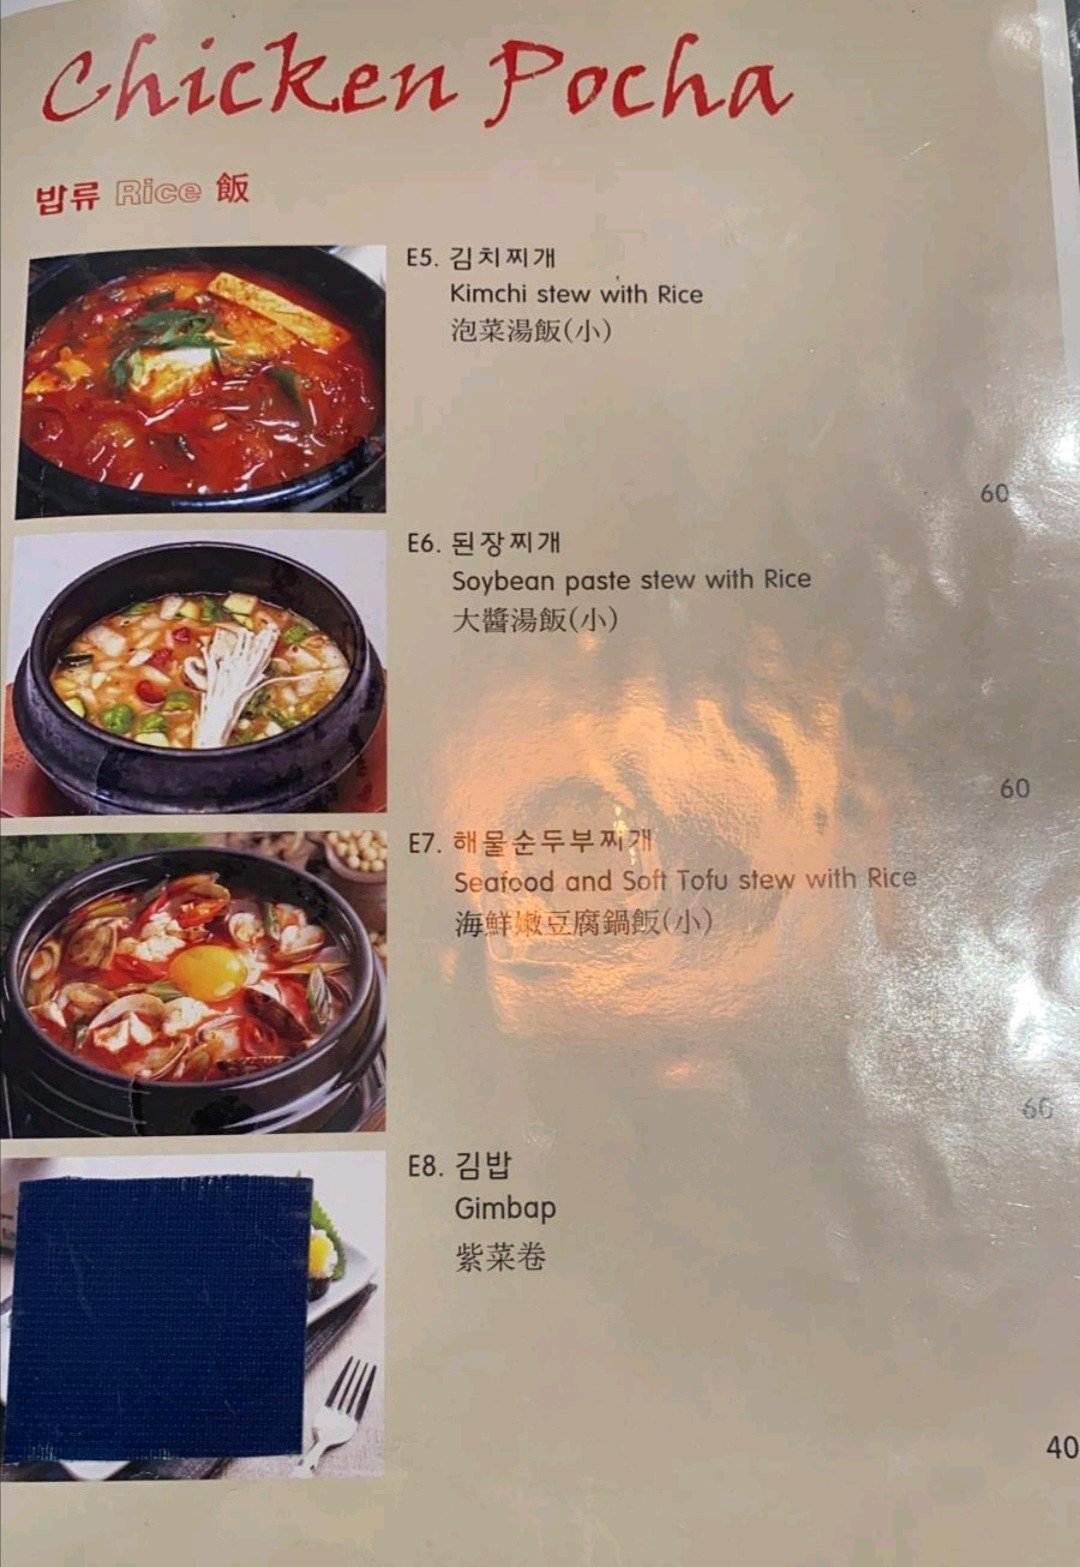 Chicken Pocha
밥류 Rice 飯
E5. 김치찌개
Kimchi stew with Rice
泡菜湯飯(小)
60
E6. 된장찌개
Soybean paste stew with Rice
大醬湯飯(小)
60
E7. 해물순두부찌개
Seafood and Soft Tofu stew with Rice
海鮮嫩豆腐鍋飯(小)
60
E8. 김밥
Gimbap
紫菜卷
40